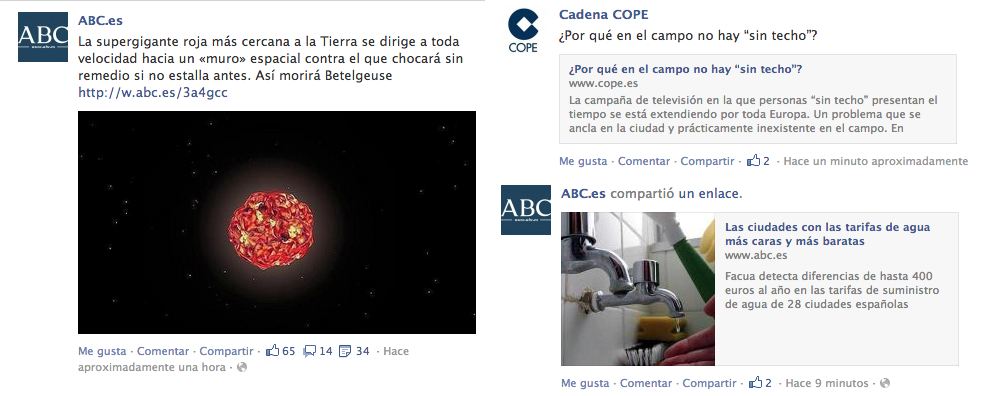 ABC
www.abc.es
ABC.es
La supergigante roja más cercana a la Tierra se dirige a toda
velocidad hacia un «muro» espacial contra el que chocará sin
remedio si no estalla antes. Así morirá Betelgeuse
http://w.abc.es/3a4gcc
Me gusta · Comentar · Compartir · 65 14 34 · Hace
aproximadamente una hora ·
COPE
Cadena COPE
¿Por qué en el campo no hay “sin techo”?
¿Por qué en el campo no hay “sin techo”?
www.cope.es
La campaña de televisión en la que personas “sin techo” presentan el
tiempo se está extendiendo por toda Europa. Un problema que se
ancla en la ciudad y prácticamente inexistente en el campo. En
Me gusta · Comentar · Compartir · 2 · Hace un minuto aproximadamente
ABC
www.abc.es
ABC.es compartió un enlace.
Las ciudades con las tarifas de agua
más caras y más baratas
www.abc.es
Facua detecta diferencias de hasta 400
euros al año en las tarifas de suministro
de agua de 28 ciudades españolas
Me gusta · Comentar · Compartir · 2 · Hace 9 minutos ·